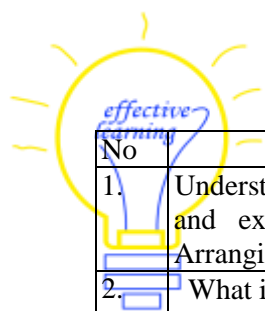 effective
learning
No
1. Underst
and ex
Arrangi
2. What i